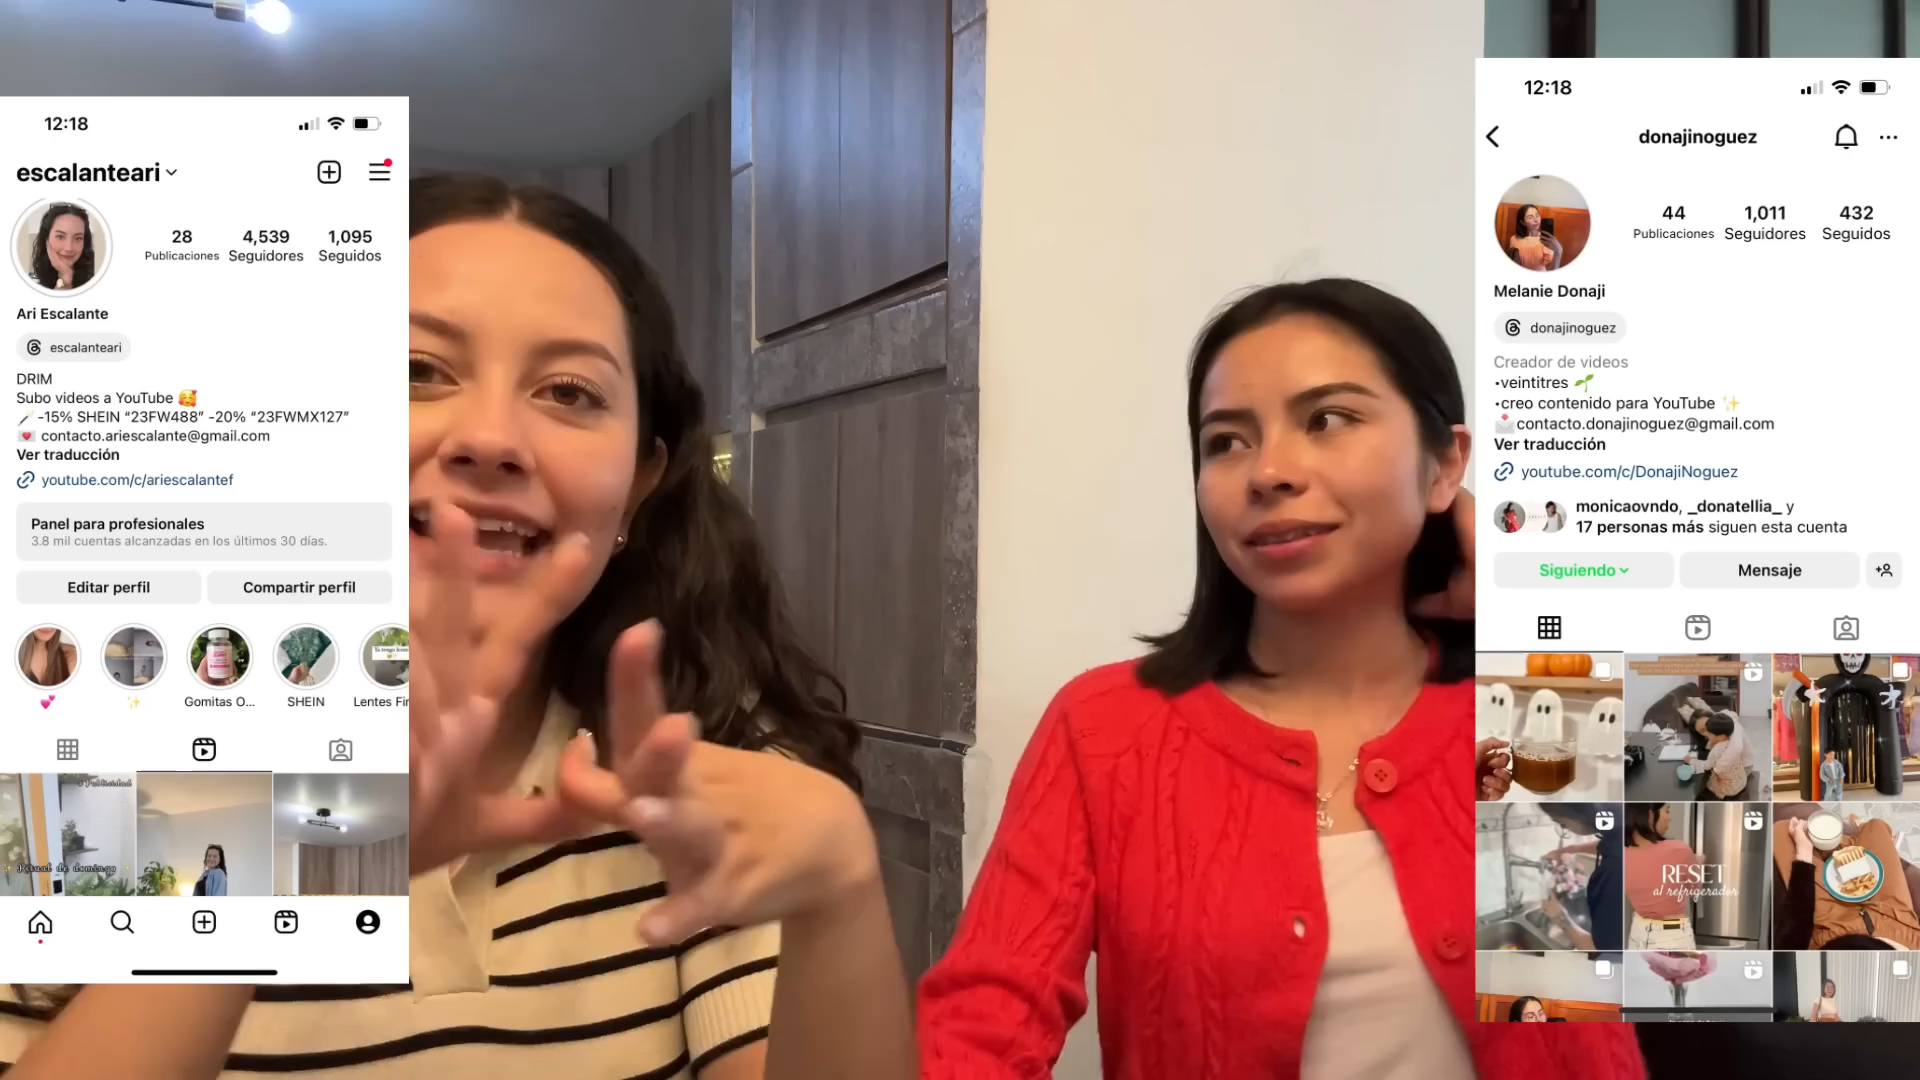 12:18
escalanteari
28
4,539
1,095
Publicaciones
Seguidores
Seguidos
Ari Escalante
escalanteari
DRIM
Subo videos a YouTube 🥰
-15% SHEIN “23FW488” -20% “23FWMX127”
💌 contacto.ariescalante@gmail.com
Ver traducción
youtube.com/c/ariescalantef
Panel para profesionales
3.8 mil cuentas alcanzadas en los últimos 30 días.
Editar perfil
Compartir perfil
💕
✨
Gomitas O...
SHEIN
Lentes Fir
Publicidad
Ritual de domingo
12:18
donajinoguez
44
1,011
432
Publicaciones
Seguidores
Seguidos
Melanie Donaji
donajinoguez
Creador de videos
•veintitres 🌱
•creo contenido para YouTube ✨
📩contacto.donajinoguez@gmail.com
Ver traducción
youtube.com/c/DonajiNoguez
monicaovndo, _donatellia_ y
17 personas más siguen esta cuenta
Siguiendo
Mensaje
RESET
al refrigerador